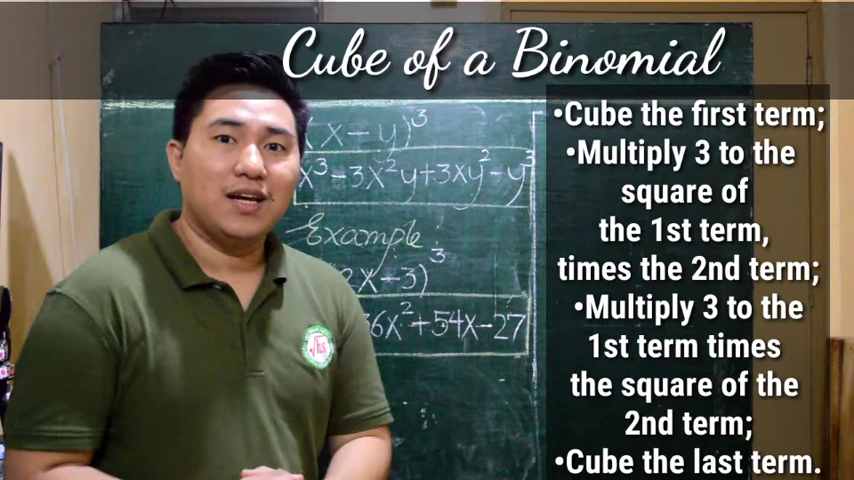 Cube of a Binomial
(x-y)³
x³-3x²y+3xy²-y³
Example:
2x-3)³
36x²+54x-27
•Cube the first term;
•Multiply 3 to the
square of
the 1st term,
times the 2nd term;
•Multiply 3 to the
1st term times
the square of the
2nd term;
•Cube the last term.